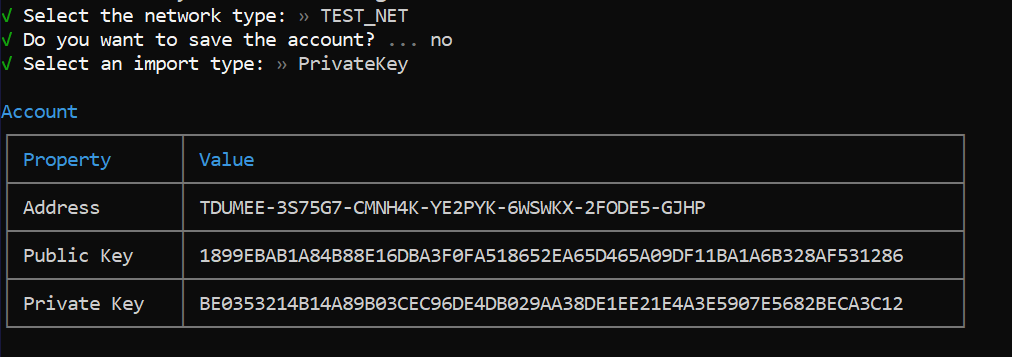 √ Select the network type: » TEST_NET
√ Do you want to save the account? ... no
√ Select an import type: » PrivateKey
Account
Property Value
Address TDUMEE-3S75G7-CMNH4K-YE2PYK-6WSWKX-2FODE5-GJHP
Public Key 1899EBAB1A84B88E16DBA3F0FA518652EA65D465A09DF11BA1A6B328AF531286
Private Key BE0353214B14A89B03CEC96DE4DB029AA38DE1EE21E4A3E5907E5682BECA3C12